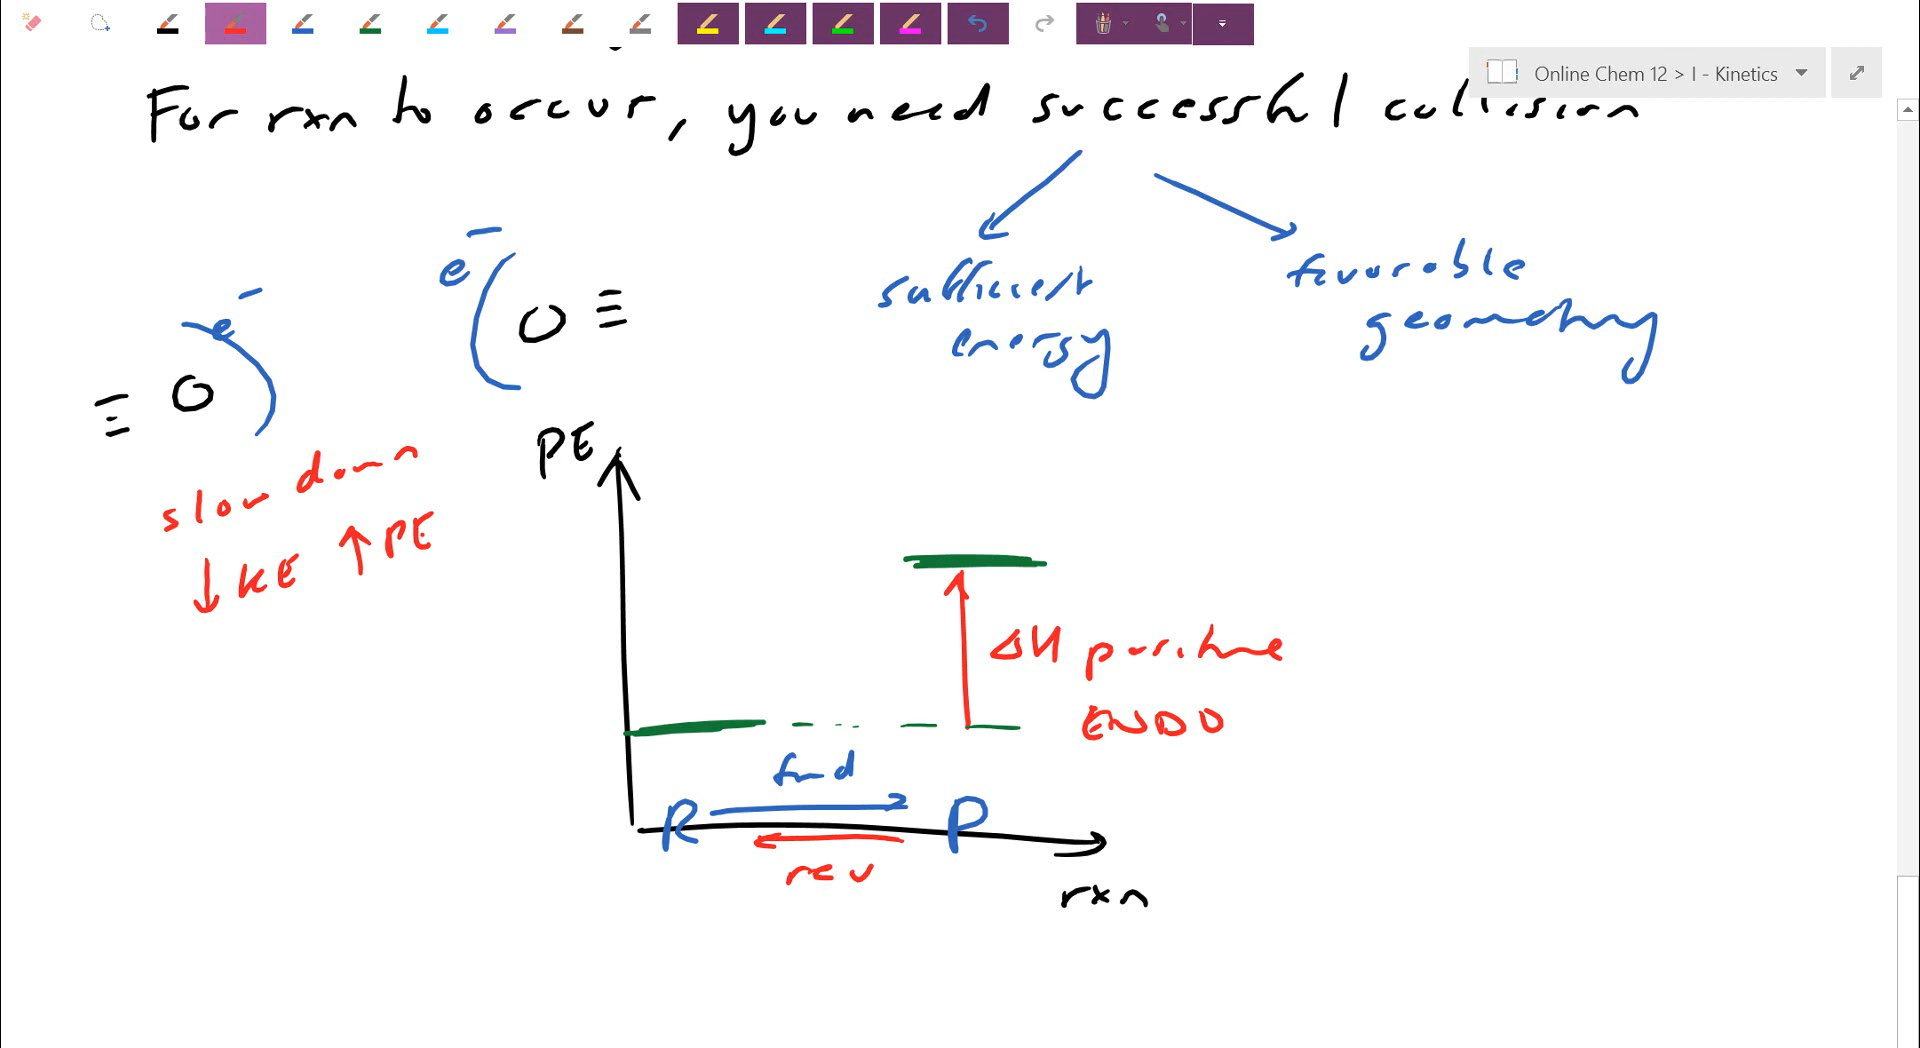 Online Chem 12 > I - Kinetics
For rxn to occur, you need successful collision
sufficient
energy
favorable
geometry
e⁻
e⁻
slow down
↓ KE ↑ PE
PE
ΔH positive
ENDO
fwd
R
P
rev
rxn